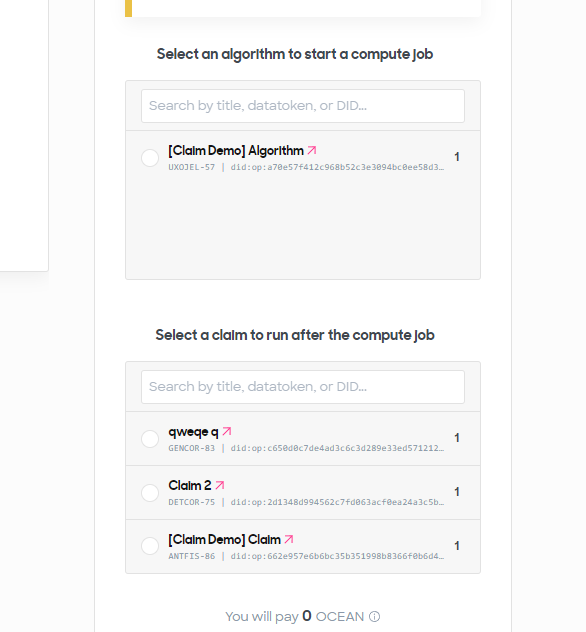 Select an algorithm to start a compute job
Search by title, datatoken, or DID...
[Claim Demo] Algorithm
1
UXOJEL-57 | did:op:a70e57f412c968b52c3e3094bc0ee58d3…
Select a claim to run after the compute job
Search by title, datatoken, or DID...
qweqe q
1
GENCOR-83 | did:op:c650d0c7de4ad3c6c3d289e33ed571212…
Claim 2
1
DETCOR-75 | did:op:2d1348d994562c7fd063acf0ea24a3c5b…
[Claim Demo] Claim
1
ANTFIS-86 | did:op:662e957e6b6bc35b351998b8366f0b6d4…
You will pay 0 OCEAN